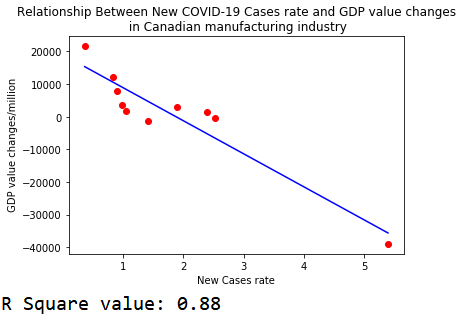 Relationship Between New COVID-19 Cases rate and GDP value changes
in Canadian manufacturing industry
GDP value changes/million
20000
10000
0
−10000
−20000
−30000
−40000
1 2 3 4 5
New Cases rate
R Square value: 0.88